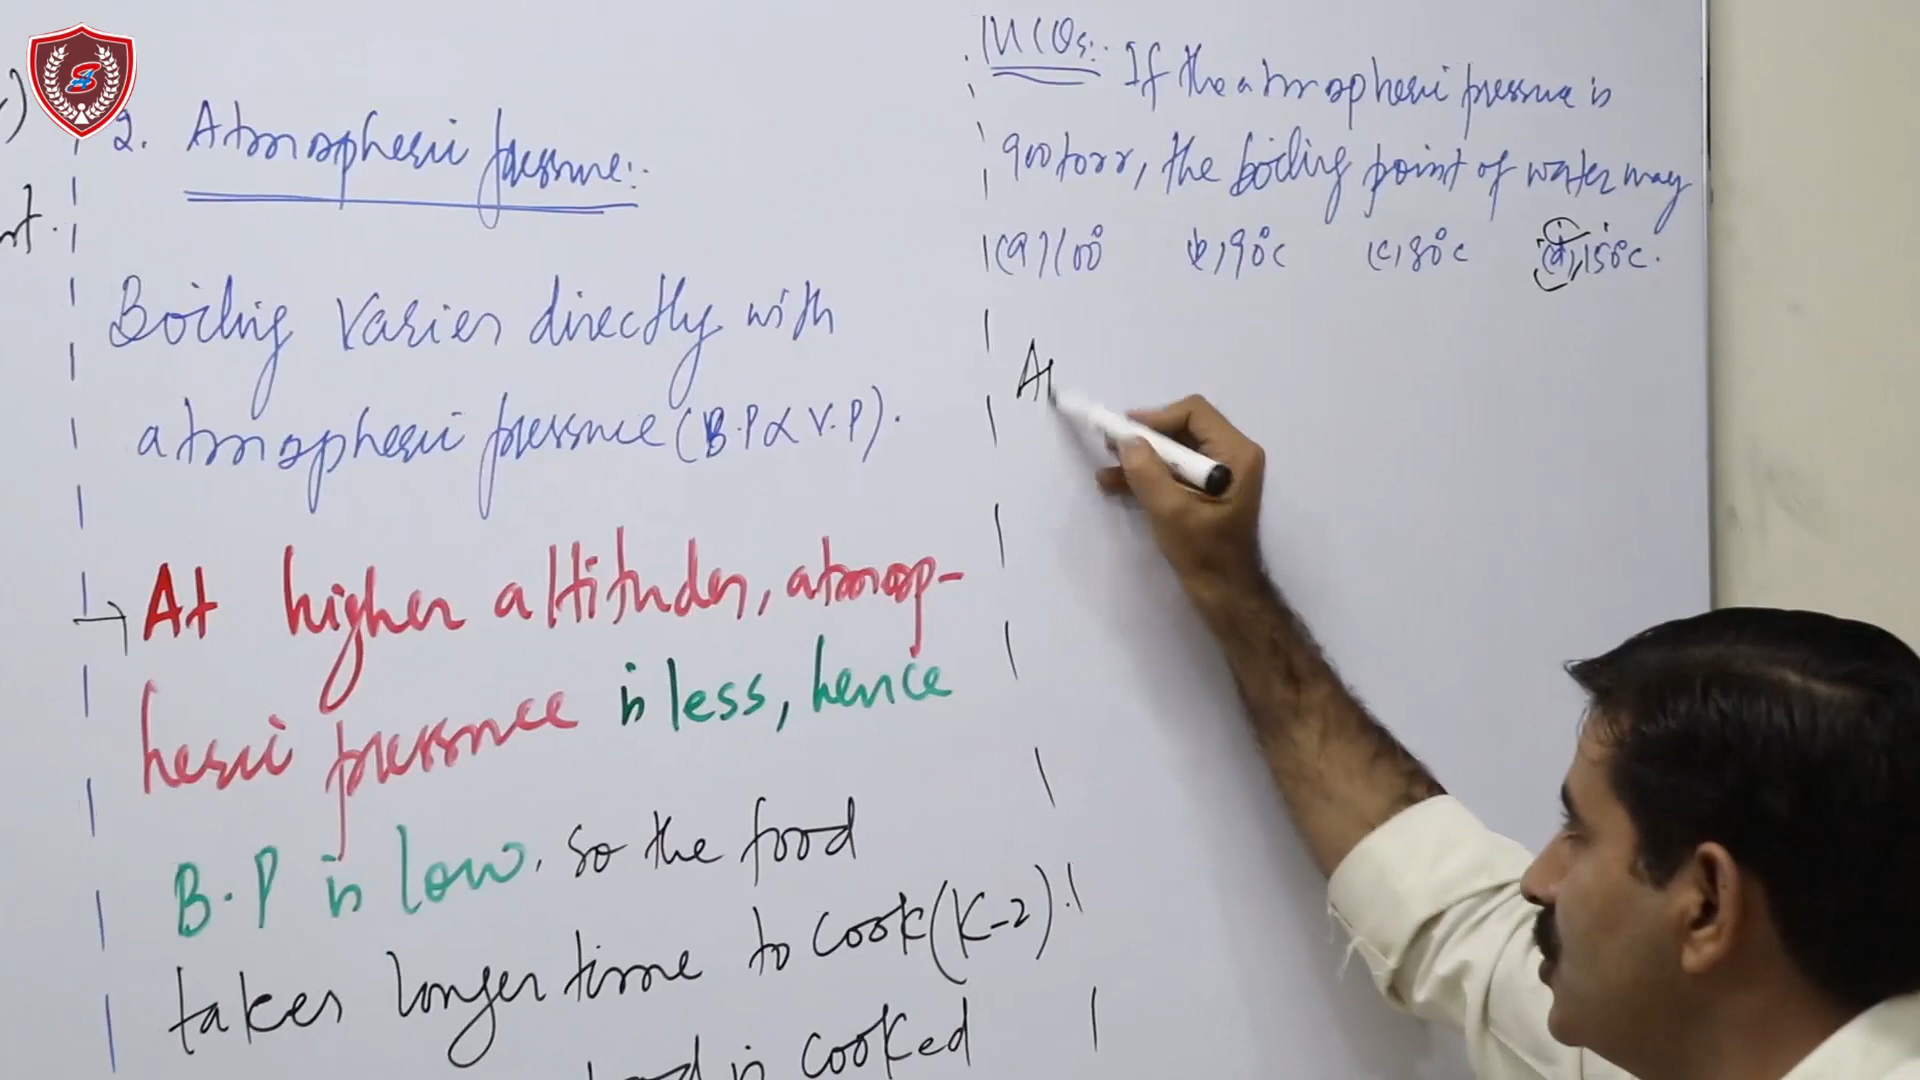 2. Atmospheric pressure:.
Boiling varies directly with
atmospheric pressure (B.P∝V.P).
→ At higher altitudes, atmosp-
heric pressure is less, hence
B.P is low. so the food
takes longer time to cook (K-2).
is cooked
MCQs:. If the atmospheric pressure is
900 torr, the boiling point of water may
(a) 100° (b) 90°c (c) 80°c (d) 150°c.
At